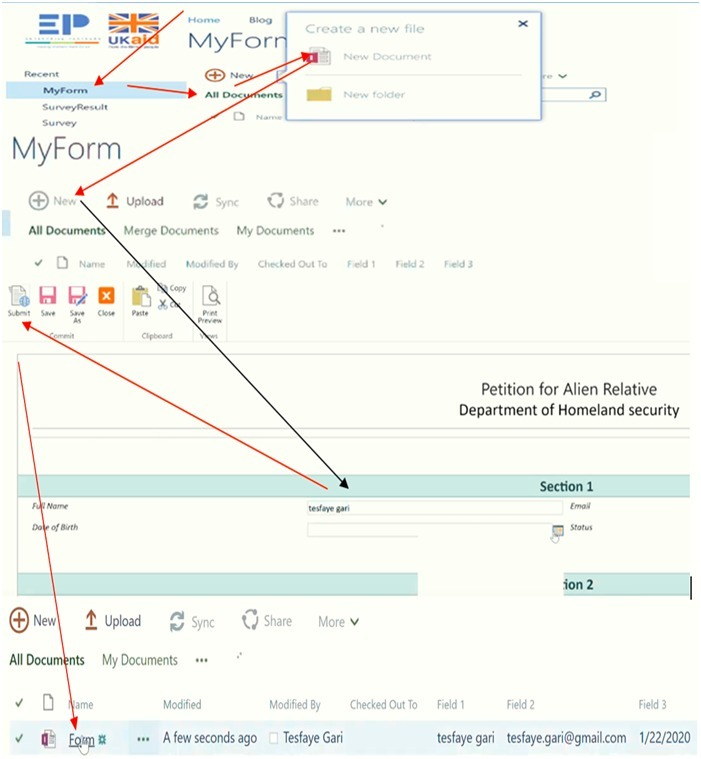 EP
UKaid
Home Blog
MyForm
Create a new file
New Document
New folder
Recent
MyForm
SurveyResult
Survey
New
All Documents
Name
MyForm
New Upload Sync Share More
All Documents Merge Documents My Documents ...
Name Modified Modified By Checked Out To Field 1 Field 2 Field 3
Submit Save Save As Close Paste Copy Cut Print Preview
Commit Clipboard Views
Petition for Alien Relative
Department of Homeland security
Section 1
Full Name tesfaye gari Email
Date of Birth Status
ion 2
New Upload Sync Share More
All Documents My Documents ...
Name Modified Modified By Checked Out To Field 1 Field 2 Field 3
Form ... A few seconds ago Tesfaye Gari tesfaye gari tesfaye.gari@gmail.com 1/22/2020